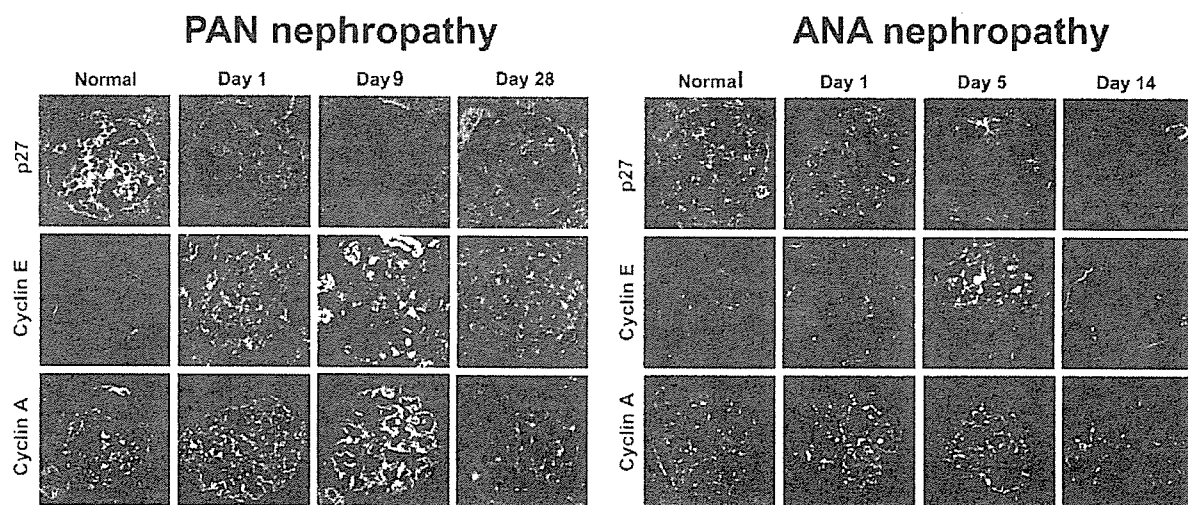 PAN nephropathy
Normal Day 1 Day 9 Day 28
p27
Cyclin E
Cyclin A
ANA nephropathy
Normal Day 1 Day 5 Day 14
p27
Cyclin E
Cyclin A